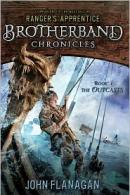 RANGER'S APPRENTICE
BROTHERBAND
CHRONICLES
BOOK 1
THE OUTCASTS
JOHN FLANAGAN